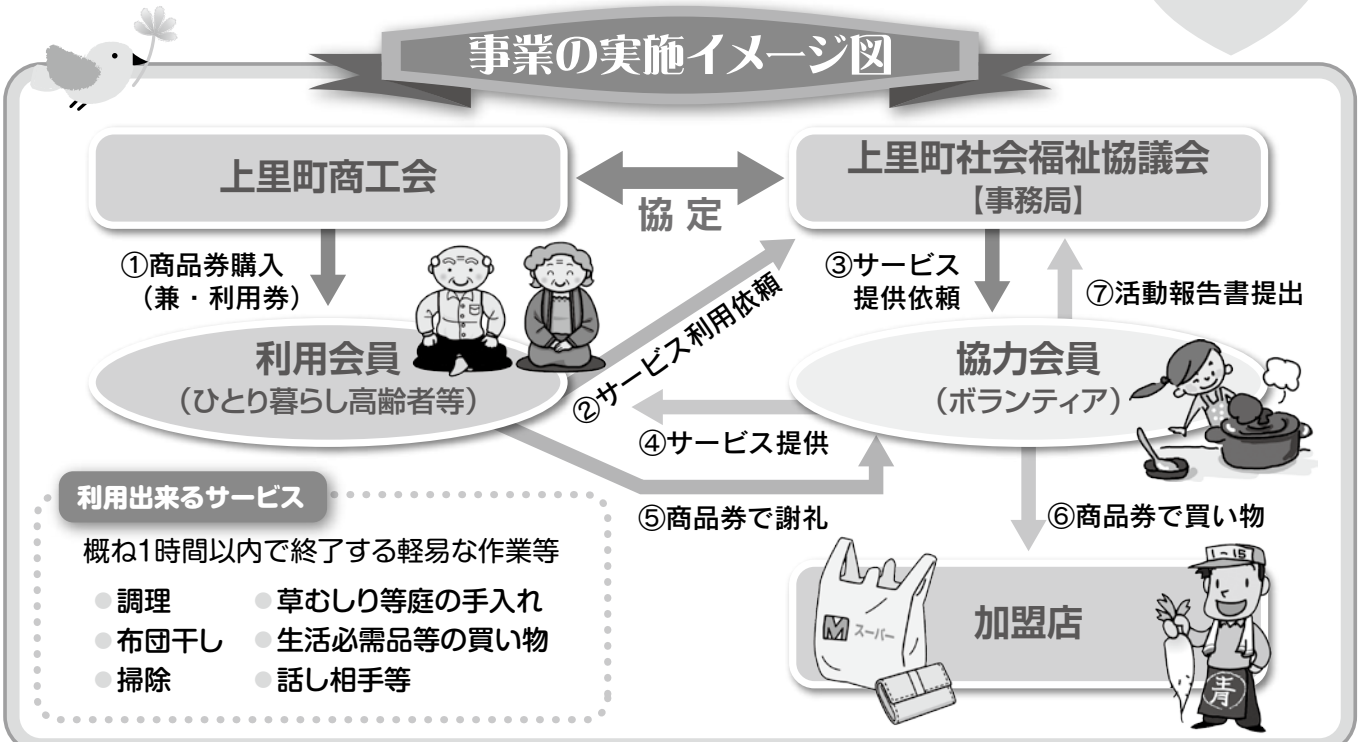 事業の実施イメージ図
上里町商工会
上里町社会福祉協議会
【事務局】
協定
①商品券購入
（兼・利用券）
②サービス利用依頼
③サービス
提供依頼
⑦活動報告書提出
利用会員
（ひとり暮らし高齢者等）
協力会員
（ボランティア）
④サービス提供
⑤商品券で謝礼
⑥商品券で買い物
利用出来るサービス
概ね1時間以内で終了する軽易な作業等
●調理
●草むしり等庭の手入れ
●布団干し
●生活必需品等の買い物
●掃除
●話し相手等
M スーパー
加盟店
1～15
青